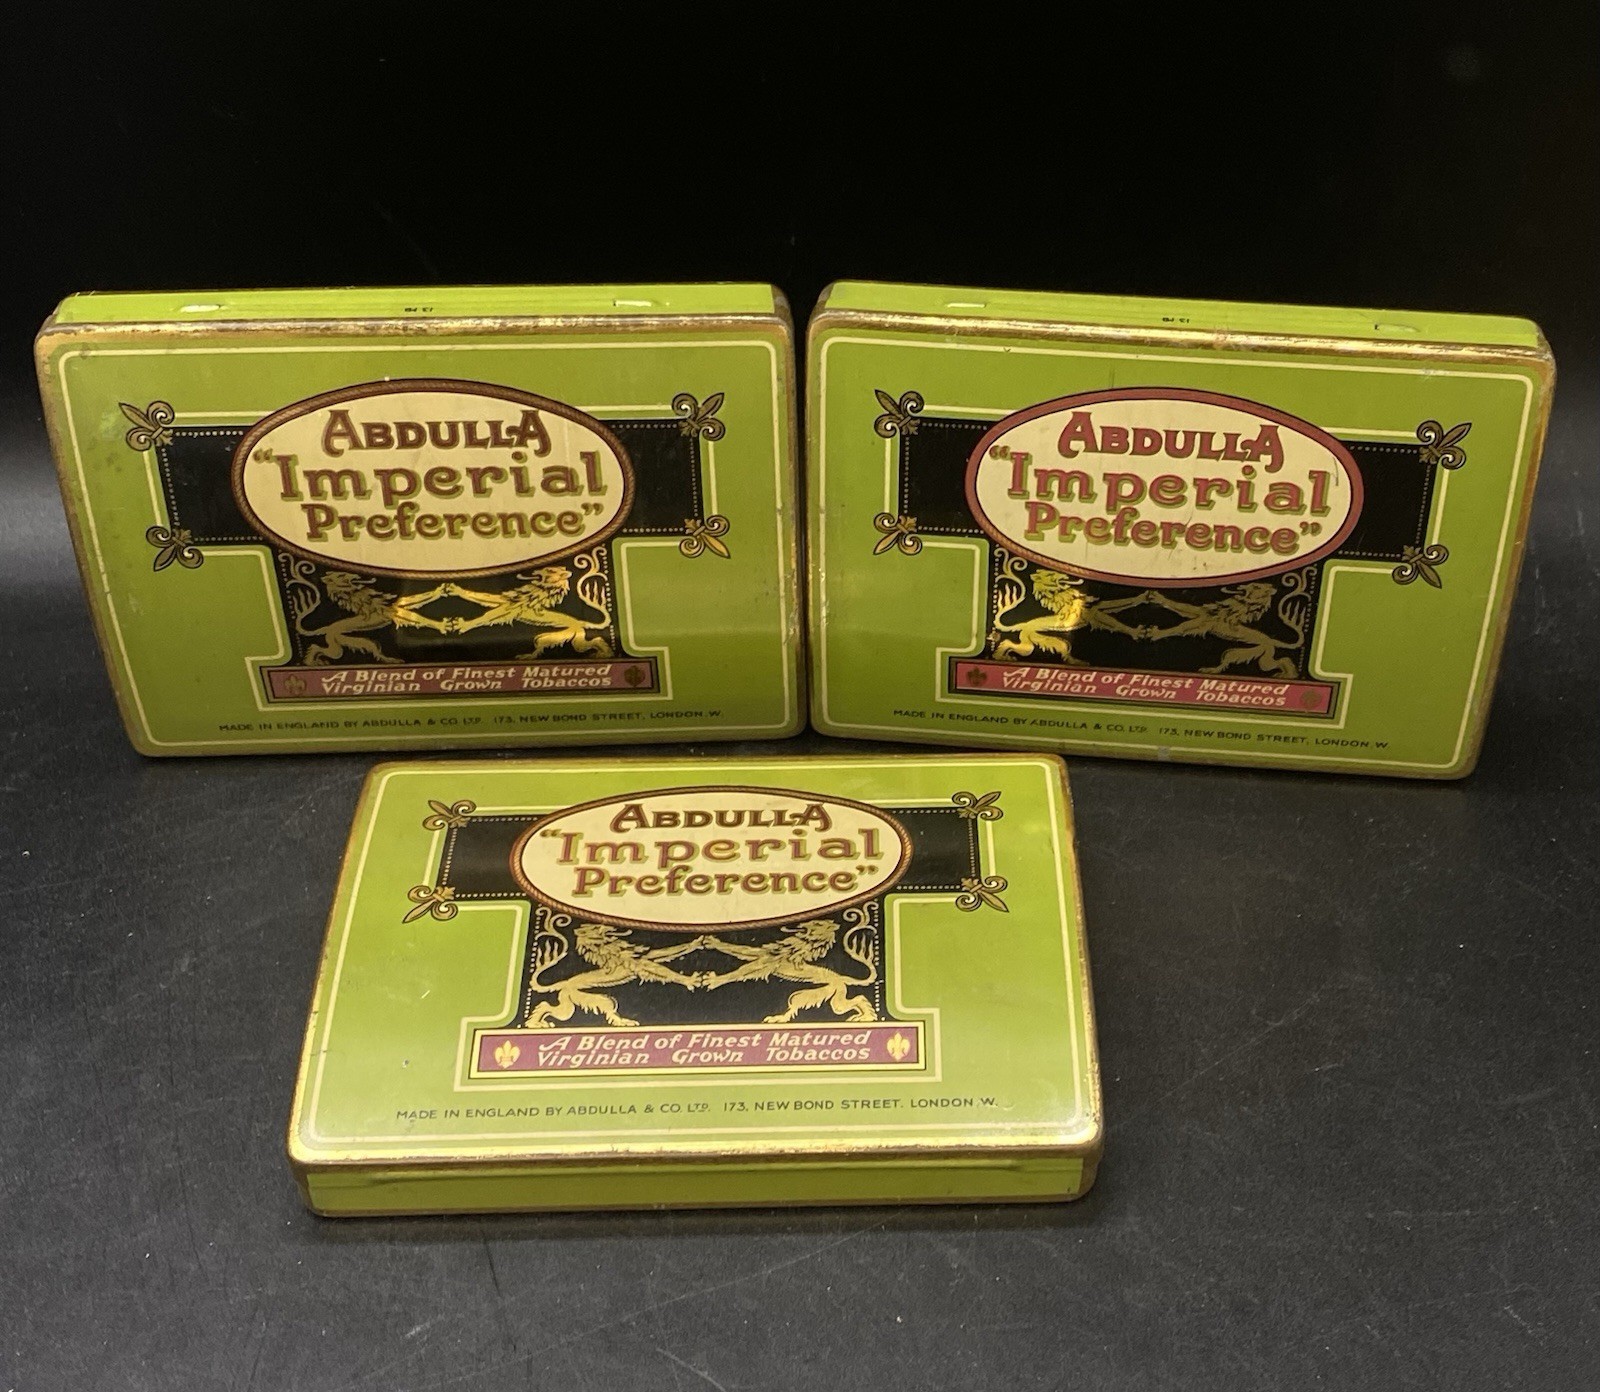 ABDULLA
"Imperial
Preference"
A Blend of Finest Matured
Virginian Grown Tobaccos
MADE IN ENGLAND BY ABDULLA & CO. LTD. 173, NEW BOND STREET, LONDON. W.
ABDULLA
"Imperial
Preference"
A Blend of Finest Matured
Virginian Grown Tobaccos
MADE IN ENGLAND BY ABDULLA & CO. LTD. 173, NEW BOND STREET, LONDON. W.
ABDULLA
"Imperial
Preference"
A Blend of Finest Matured
Virginian Grown Tobaccos
MADE IN ENGLAND BY ABDULLA & CO. LTD. 173, NEW BOND STREET. LONDON. W.